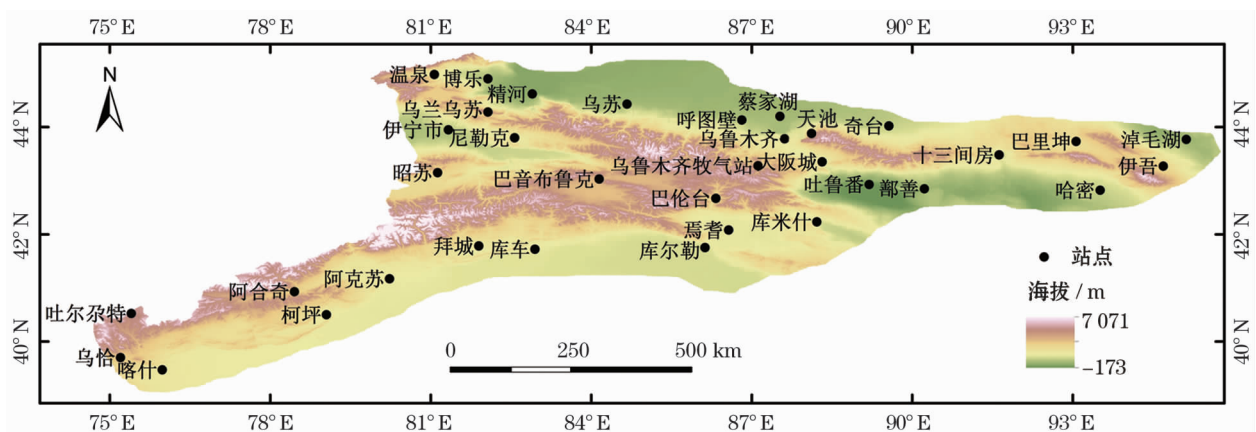 75° E 78° E 81° E 84° E 87° E 90° E 93° E
N
44° N
42° N
40° N
44° N
42° N
40° N
温泉
博乐
精河
乌兰乌苏
伊宁市
尼勒克
乌苏
蔡家湖
呼图壁
天池
奇台
乌鲁木齐
巴里坤
淖毛湖
十三间房
伊吾
昭苏
巴音布鲁克
乌鲁木齐牧气站
大阪城
吐鲁番
鄯善
哈密
巴伦台
焉耆
库米什
拜城
库车
库尔勒
阿克苏
阿合奇
柯坪
吐尔尕特
乌恰
喀什
站点
海拔 / m
7 071
−173
0 250 500 km
75° E 78° E 81° E 84° E 87° E 90° E 93° E